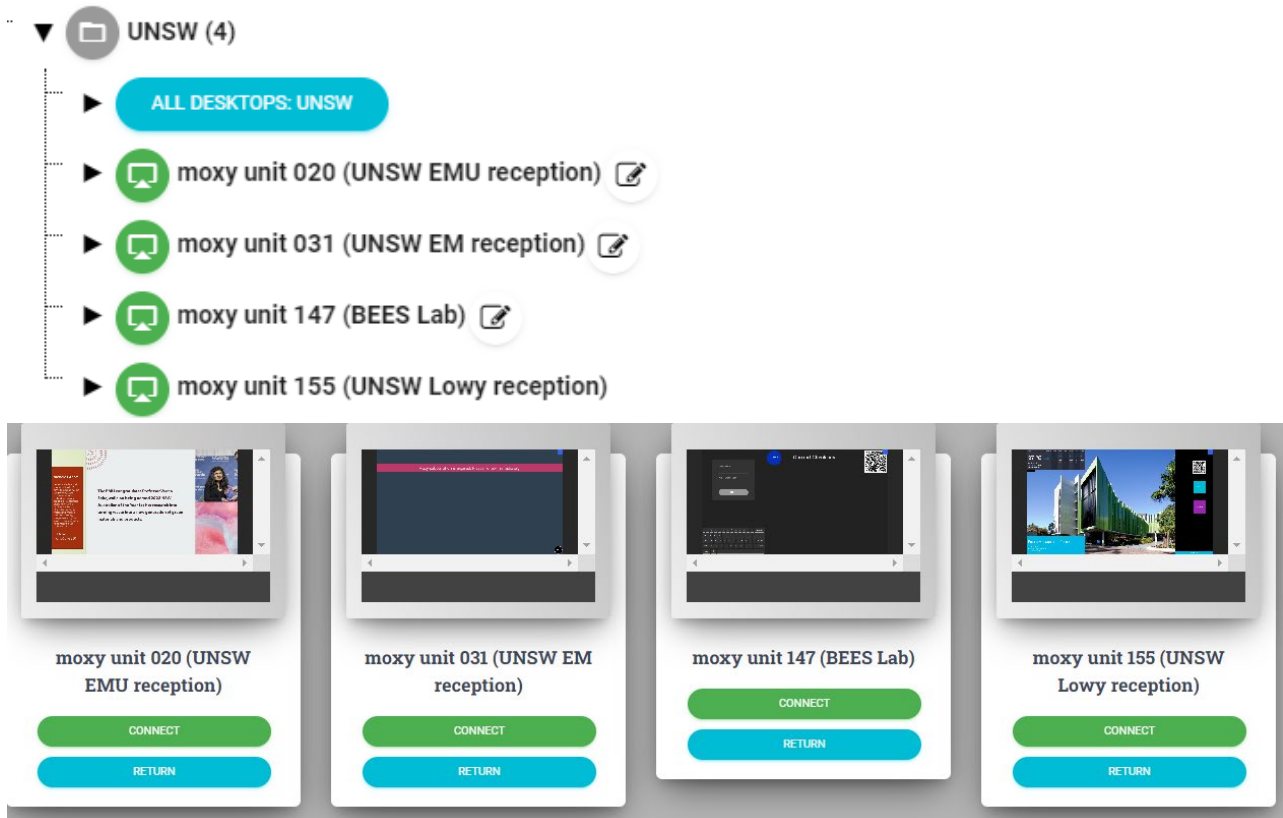 UNSW (4)
ALL DESKTOPS: UNSW
moxy unit 020 (UNSW EMU reception)
moxy unit 031 (UNSW EM reception)
moxy unit 147 (BEES Lab)
moxy unit 155 (UNSW Lowy reception)
moxy unit 020 (UNSW
EMU reception)
CONNECT
RETURN
moxy unit 031 (UNSW EM
reception)
CONNECT
RETURN
moxy unit 147 (BEES Lab)
CONNECT
RETURN
moxy unit 155 (UNSW
Lowy reception)
CONNECT
RETURN